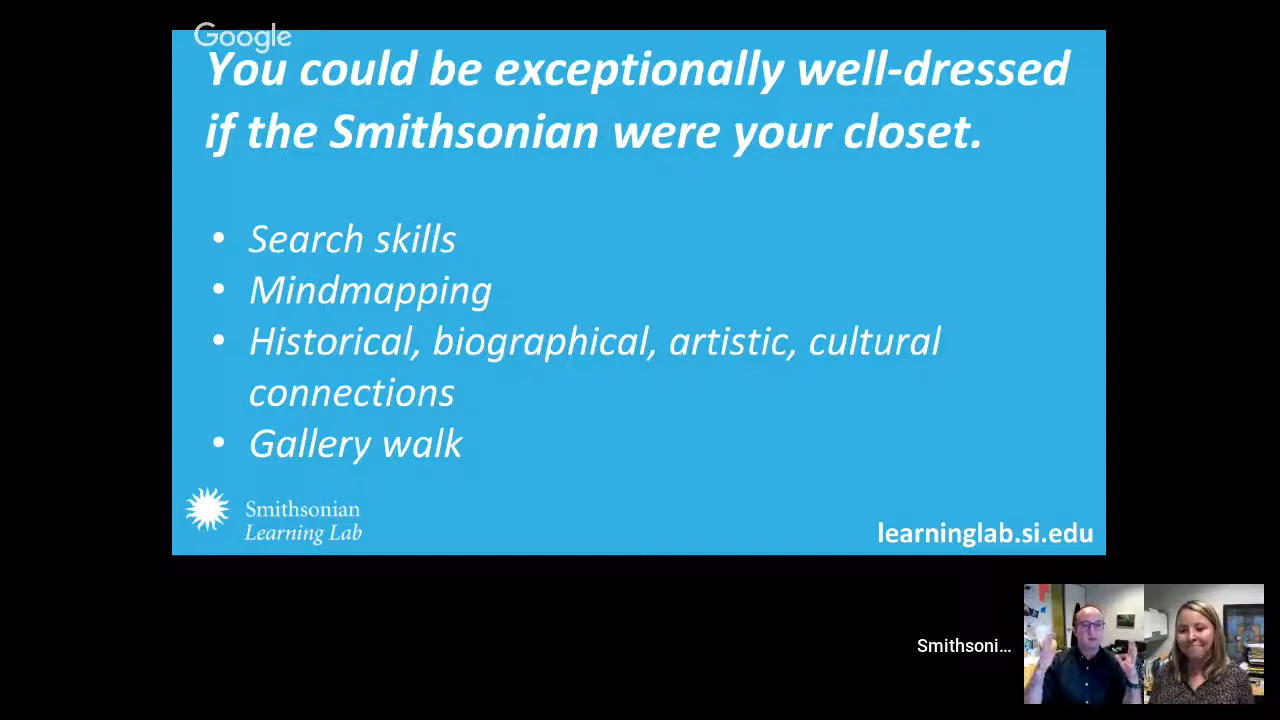 Google
You could be exceptionally well-dressed
if the Smithsonian were your closet.
• Search skills
• Mindmapping
• Historical, biographical, artistic, cultural
connections
• Gallery walk
Smithsonian
Learning Lab
learninglab.si.edu
Smithsoni...